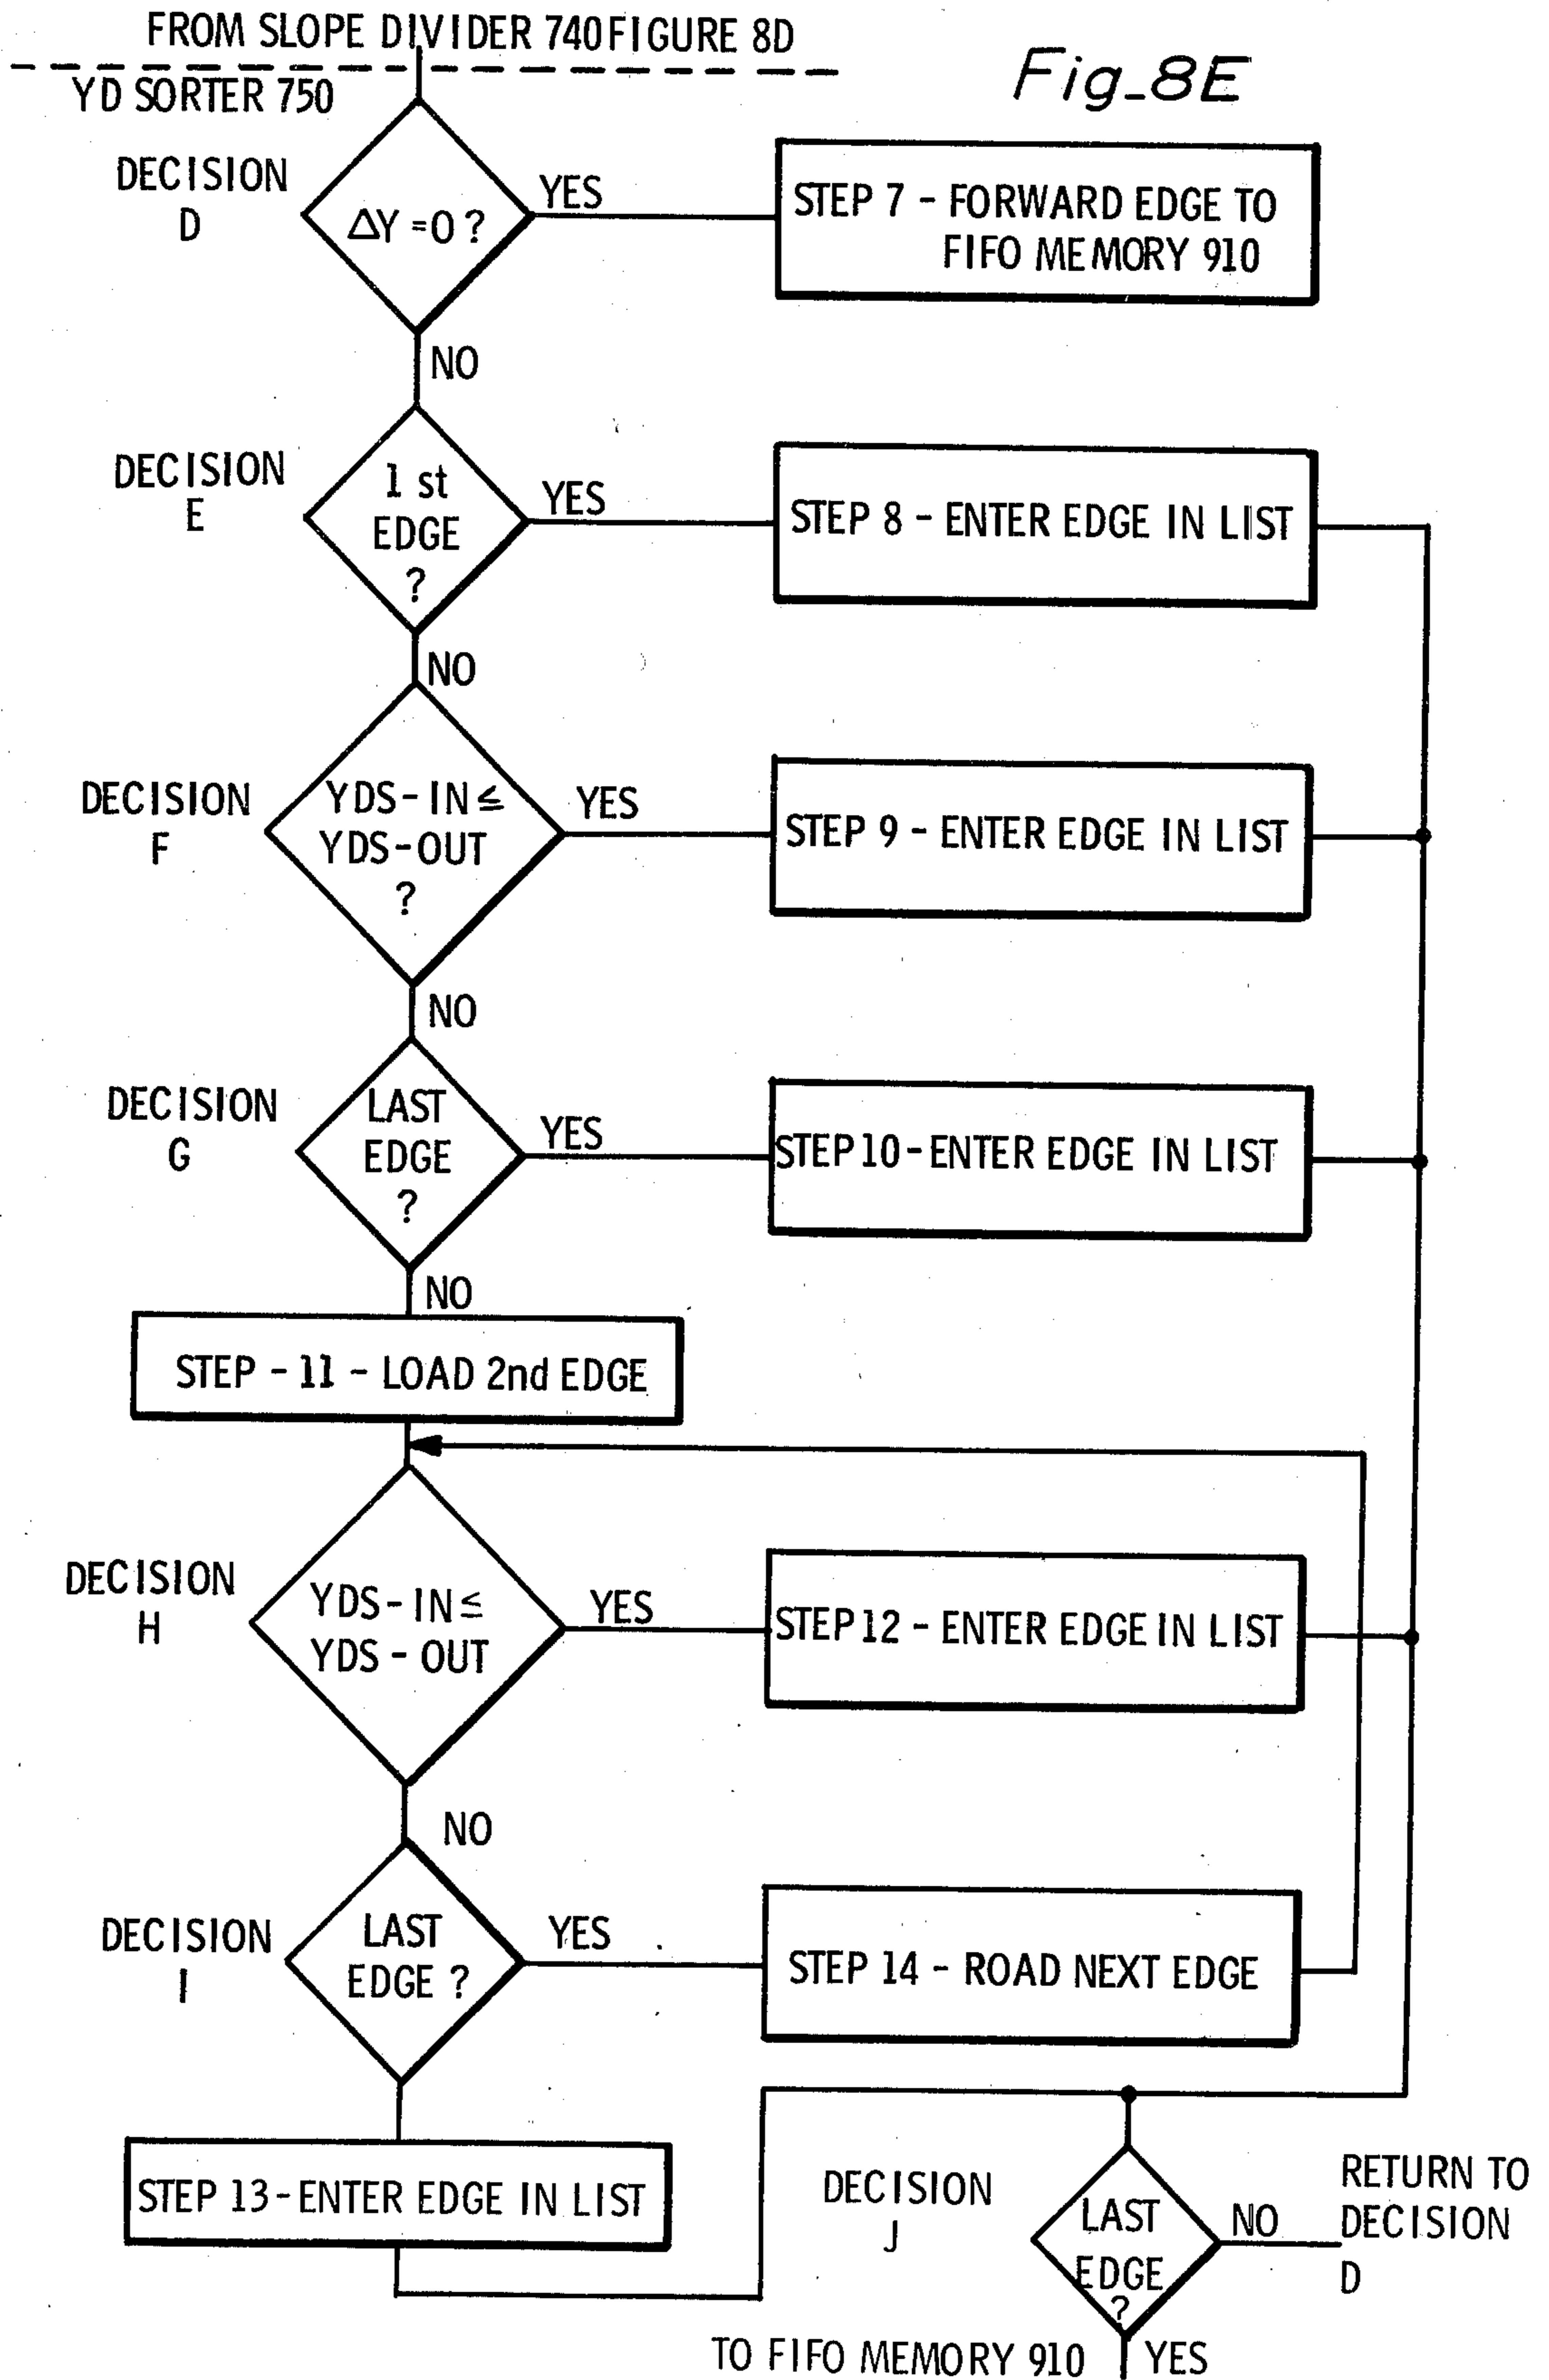 FROM SLOPE DIVIDER 740 FIGURE 8D
Fig_8E
YD SORTER 750
DECISION
D
ΔY = 0 ?
YES
STEP 7 - FORWARD EDGE TO
FIFO MEMORY 910
NO
DECISION
E
1 st
EDGE
?
YES
STEP 8 - ENTER EDGE IN LIST
NO
DECISION
F
YDS-IN ≤
YDS-OUT
?
YES
STEP 9 - ENTER EDGE IN LIST
NO
DECISION
G
LAST
EDGE
?
YES
STEP 10 - ENTER EDGE IN LIST
NO
STEP - 11 - LOAD 2nd EDGE
DECISION
H
YDS-IN ≤
YDS - OUT
YES
STEP 12 - ENTER EDGE IN LIST
NO
DECISION
I
LAST
EDGE ?
YES
STEP 14 - ROAD NEXT EDGE
STEP 13 - ENTER EDGE IN LIST
DECISION
J
LAST
EDGE
?
NO
RETURN TO
DECISION
D
TO FIFO MEMORY 910
YES